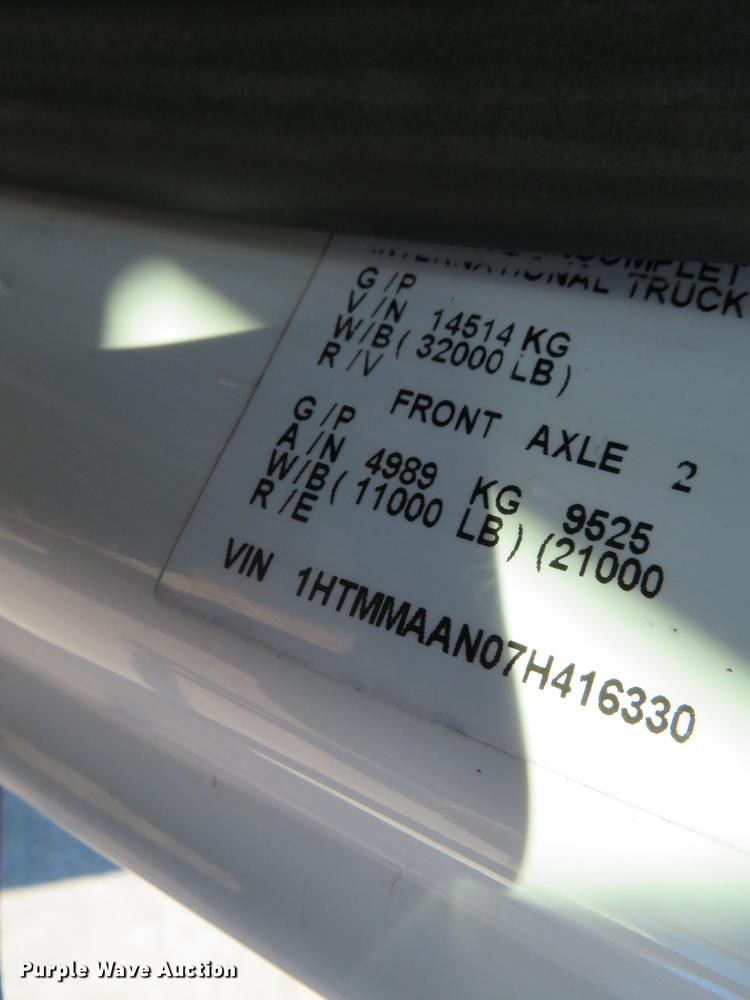 INTERNATIONAL TRUCK
G/P
V/N 14514 KG
W/B (32000 LB)
R/V
FRONT AXLE 2
G/P
A/N 4989 KG 9525
W/B (11000 LB) (21000
R/E
VIN 1HTMMAAN07H416330
Purple Wave Auction